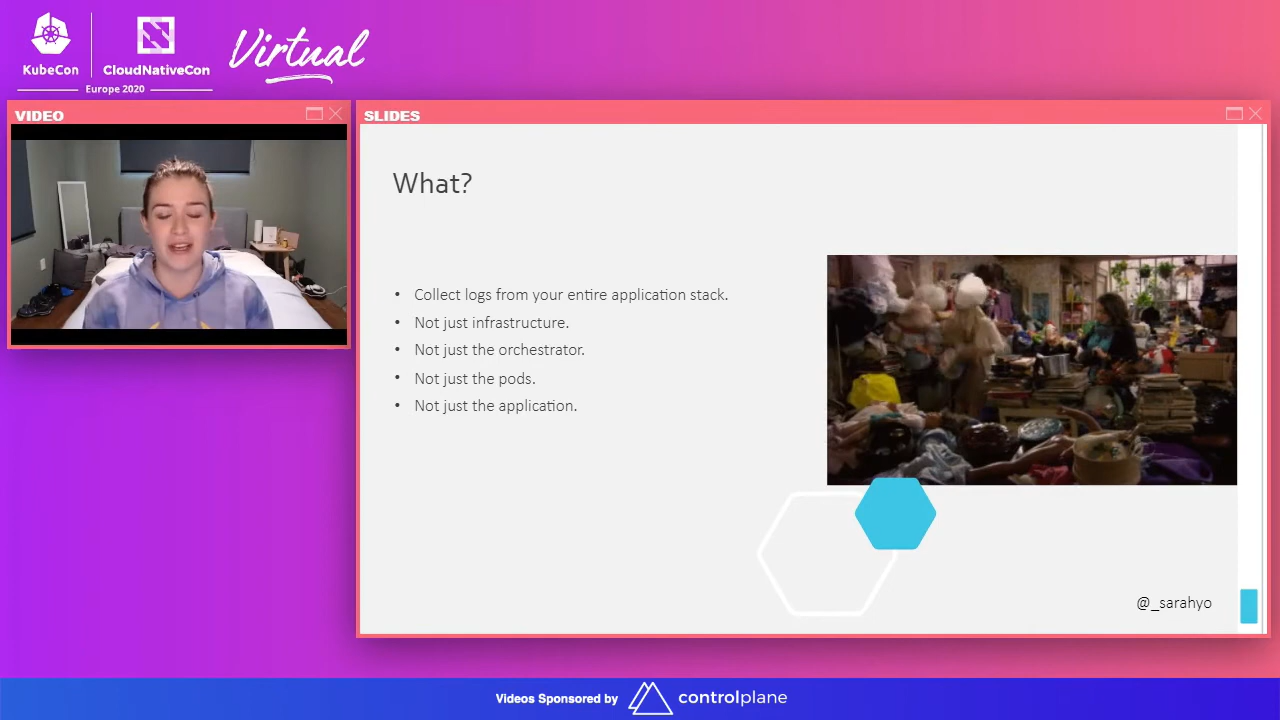 KubeCon
CloudNativeCon
Europe 2020
Virtual
VIDEO
SLIDES
What?
• Collect logs from your entire application stack.
• Not just infrastructure.
• Not just the orchestrator.
• Not just the pods.
• Not just the application.
@_sarahyo
Videos Sponsored by controlplane